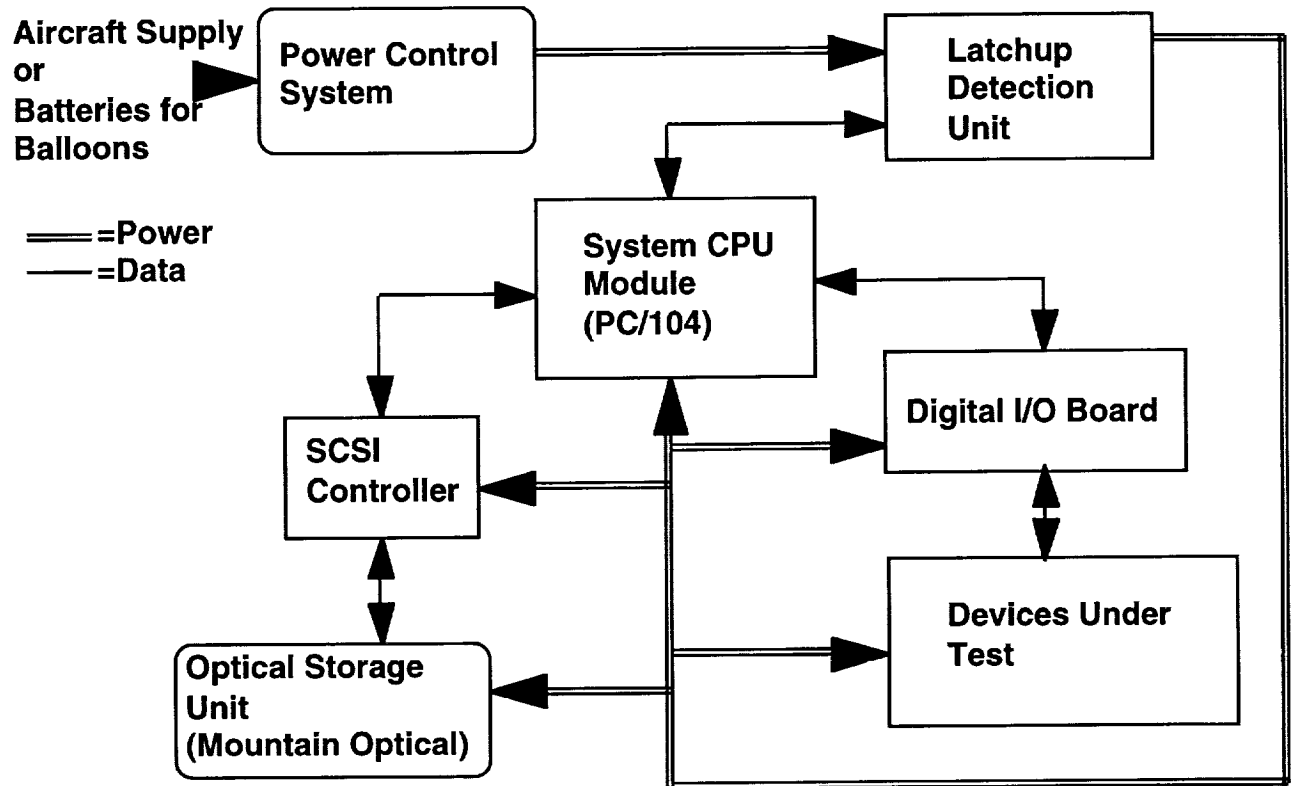 Aircraft Supply
or
Batteries for
Balloons
Power Control
System
Latchup
Detection
Unit
=Power
=Data
System CPU
Module
(PC/104)
SCSI
Controller
Digital I/O Board
Optical Storage
Unit
(Mountain Optical)
Devices Under
Test